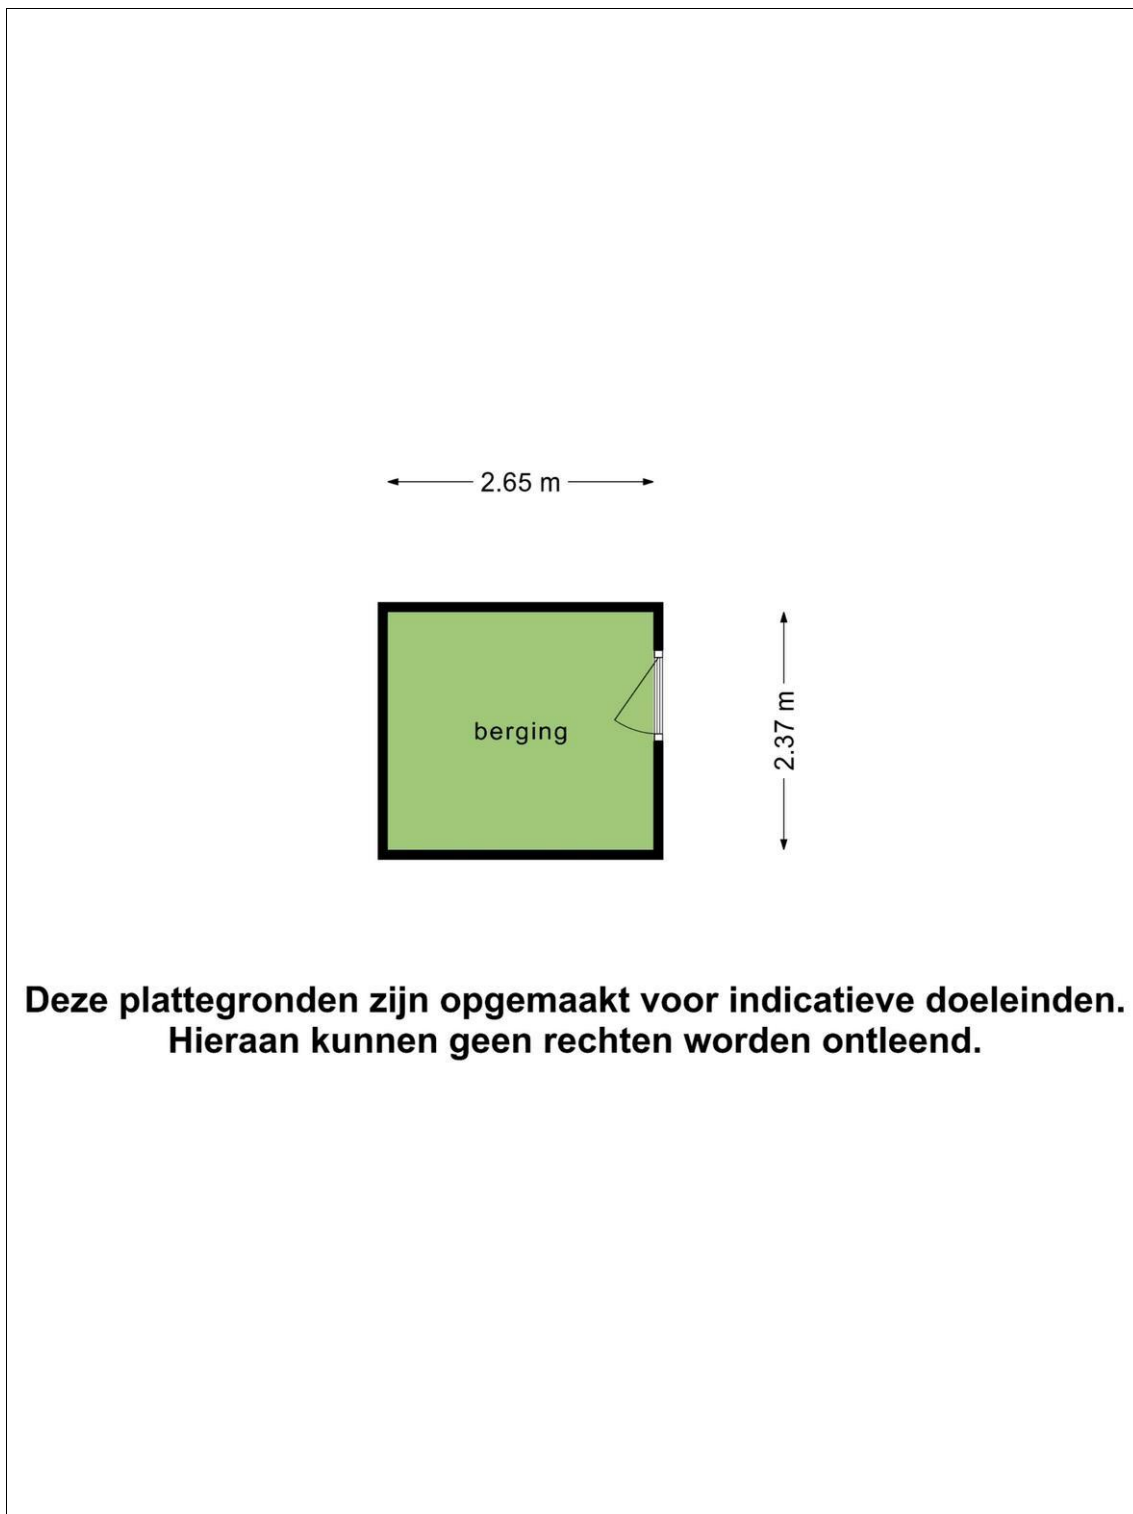 2.65 m
berging
2.37 m
Deze plattegronden zijn opgemaakt voor indicatieve doeleinden.
Hieraan kunnen geen rechten worden ontleend.